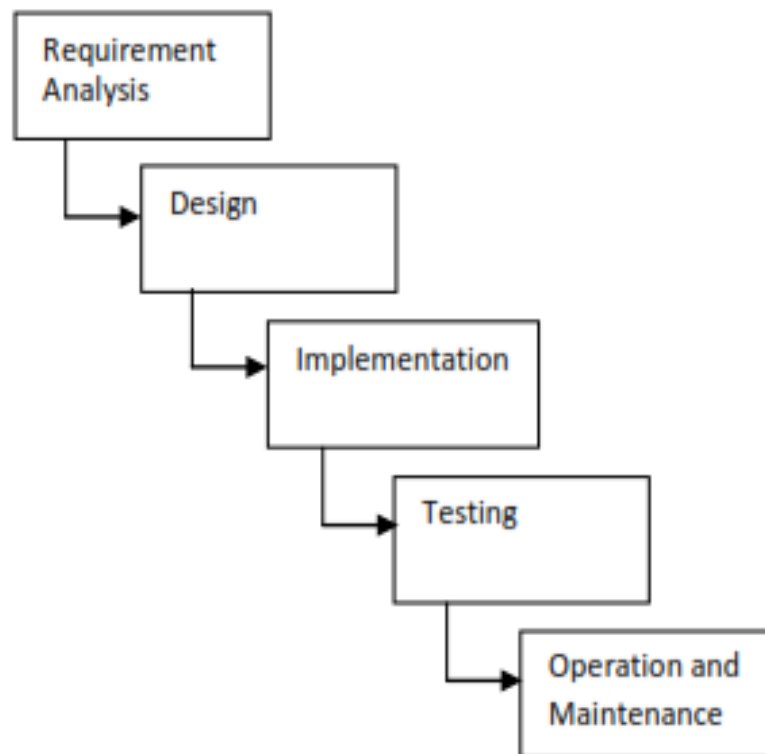 Requirement
Analysis
Design
Implementation
Testing
Operation and
Maintenance